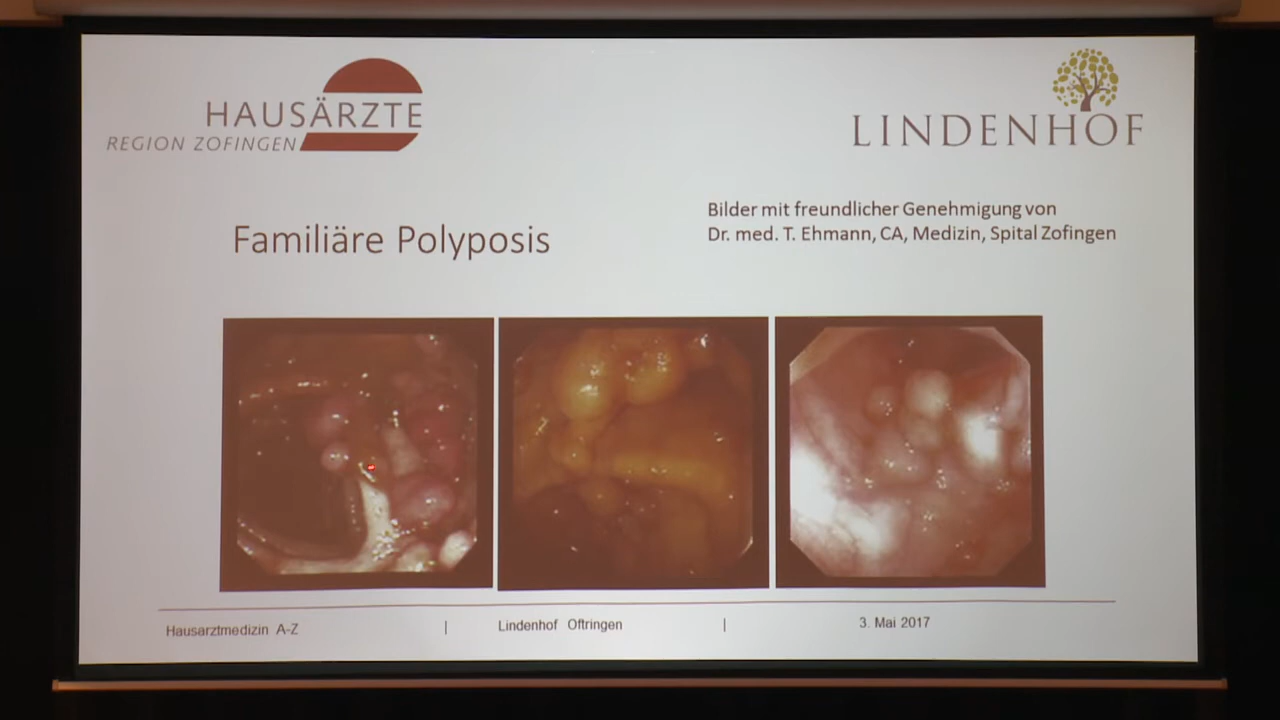 HAUSÄRZTE
REGION ZOFINGEN
LINDENHOF
Bilder mit freundlicher Genehmigung von
Dr. med. T. Ehmann, CA, Medizin, Spital Zofingen
Familiäre Polyposis
Hausarztmedizin A-Z | Lindenhof Oftringen | 3. Mai 2017